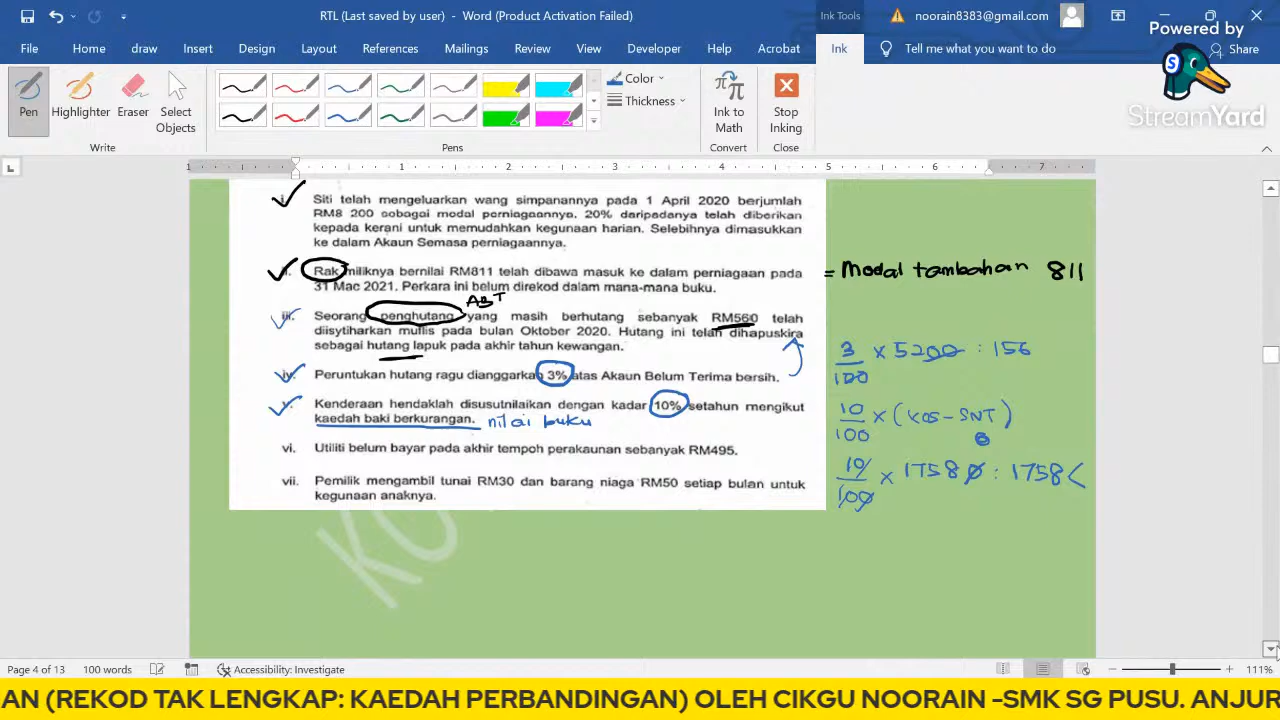 RTL (Last saved by user) - Word (Product Activation Failed)
Ink Tools
noorain8383@gmail.com
Powered by
File Home draw Insert Design Layout References Mailings Review View Developer Help Acrobat Ink Tell me what you want to do Share
StreamYard
Pen Highlighter Eraser Select Objects
Color
Thickness
Ink to Math
Stop Inking
Write Pens Convert Close
1 1 2 3 4 5 6 7
i. Siti telah mengeluarkan wang simpanannya pada 1 April 2020 berjumlah
RM8 200 sebagai modal perniagaannya. 20% daripadanya telah diberikan
kepada kerani untuk memudahkan kegunaan harian. Selebihnya dimasukkan
ke dalam Akaun Semasa perniagaannya.
ii. Rak miliknya bernilai RM811 telah dibawa masuk ke dalam perniagaan pada
31 Mac 2021. Perkara ini belum direkod dalam mana-mana buku.
= Modal tambahan 811
ABT
iii. Seorang penghutang yang masih berhutang sebanyak RM560 telah
diisytiharkan muflis pada bulan Oktober 2020. Hutang ini telah dihapuskira
sebagai hutang lapuk pada akhir tahun kewangan.
3/100 x 5200 : 156
iv. Peruntukan hutang ragu dianggarkan 3% atas Akaun Belum Terima bersih.
v. Kenderaan hendaklah disusutnilaikan dengan kadar 10% setahun mengikut
kaedah baki berkurangan. nilai buku
10/100 x (kos - SNT)
0
vi. Utiliti belum bayar pada akhir tempoh perakaunan sebanyak RM495.
10/100 x 17580 : 1758
vii. Pemilik mengambil tunai RM30 dan barang niaga RM50 setiap bulan untuk
kegunaan anaknya.
Page 4 of 13 100 words Accessibility: Investigate 111%
AN (REKOD TAK LENGKAP: KAEDAH PERBANDINGAN) OLEH CIKGU NOORAIN -SMK SG PUSU. ANJUR